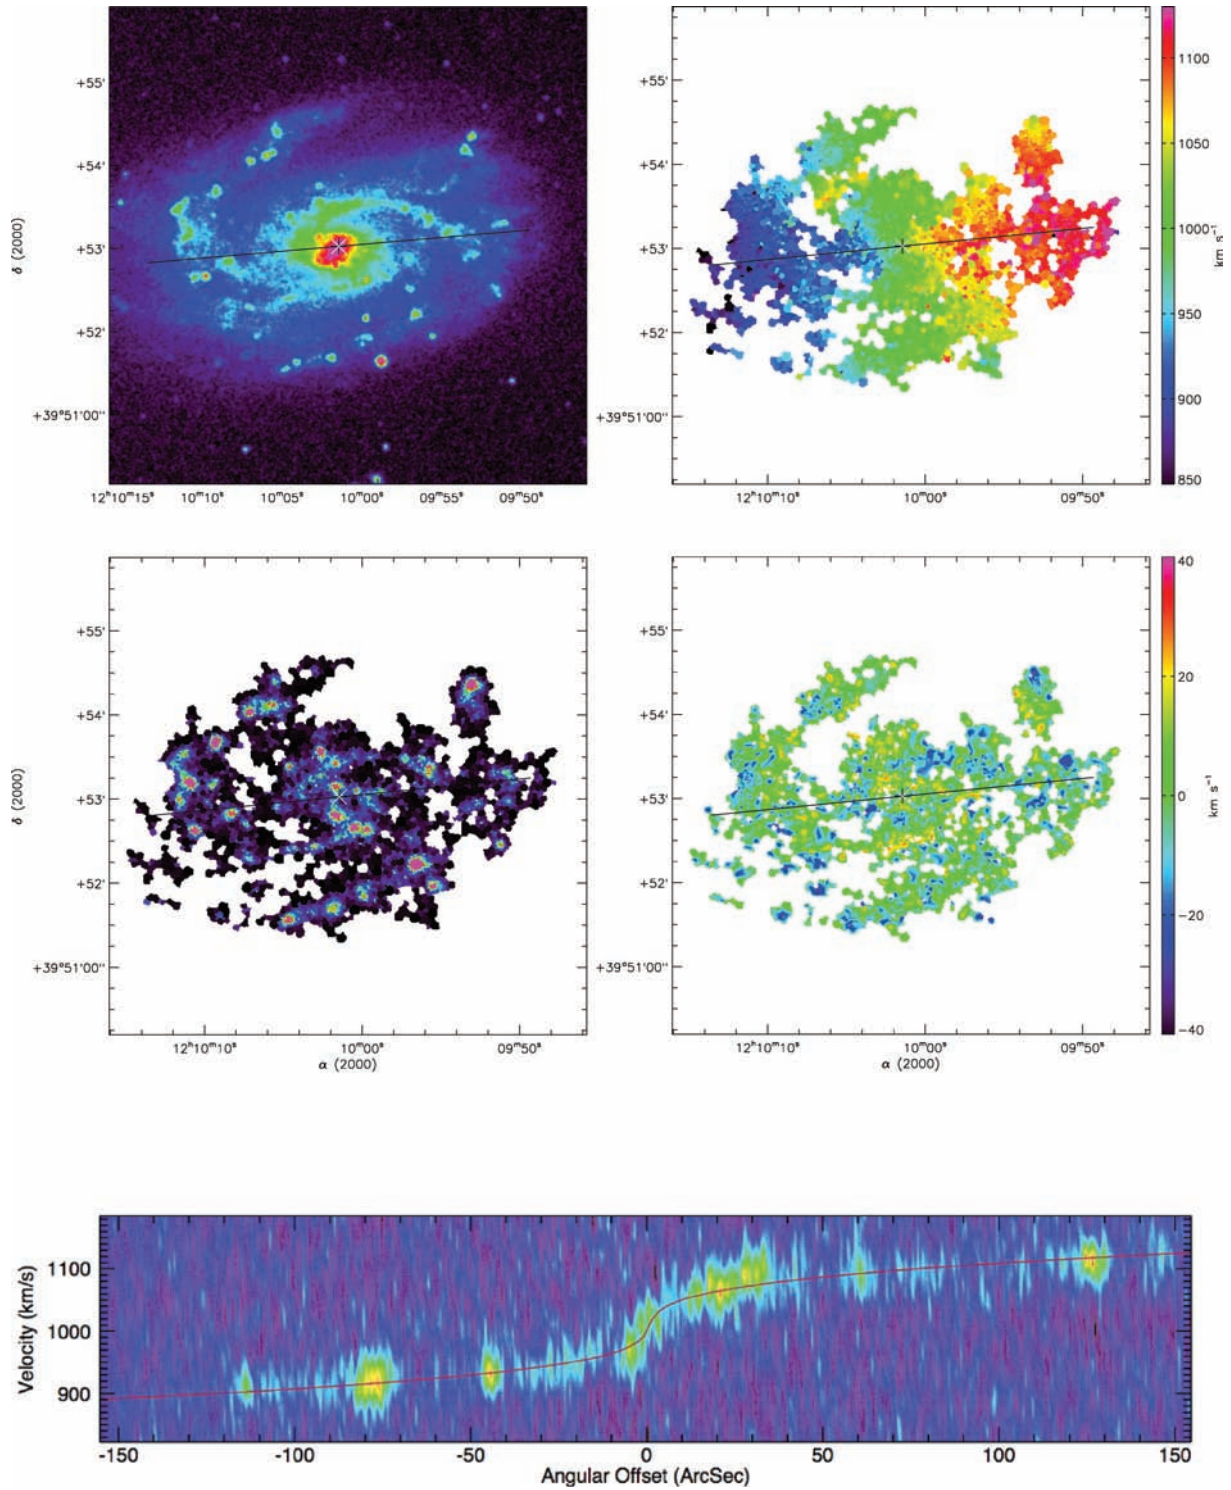 +55'
+54'
+53'
+52'
+39°51'00''
δ (2000)
12ʰ10ᵐ15ˢ 10ᵐ10ˢ 10ᵐ05ˢ 10ᵐ00ˢ 09ᵐ55ˢ 09ᵐ50ˢ
+55'
+54'
+53'
+52'
+39°51'00''
12ʰ10ᵐ10ˢ 10ᵐ00ˢ 09ᵐ50ˢ
1100
1050
1000
950
900
850
km s⁻¹
+55'
+54'
+53'
+52'
+39°51'00''
δ (2000)
12ʰ10ᵐ10ˢ 10ᵐ00ˢ 09ᵐ50ˢ
α (2000)
+55'
+54'
+53'
+52'
+39°51'00''
12ʰ10ᵐ10ˢ 10ᵐ00ˢ 09ᵐ50ˢ
α (2000)
40
20
0
−20
−40
km s⁻¹
Velocity (km/s)
1100
1000
900
-150 -100 -50 0 50 100 150
Angular Offset (ArcSec)